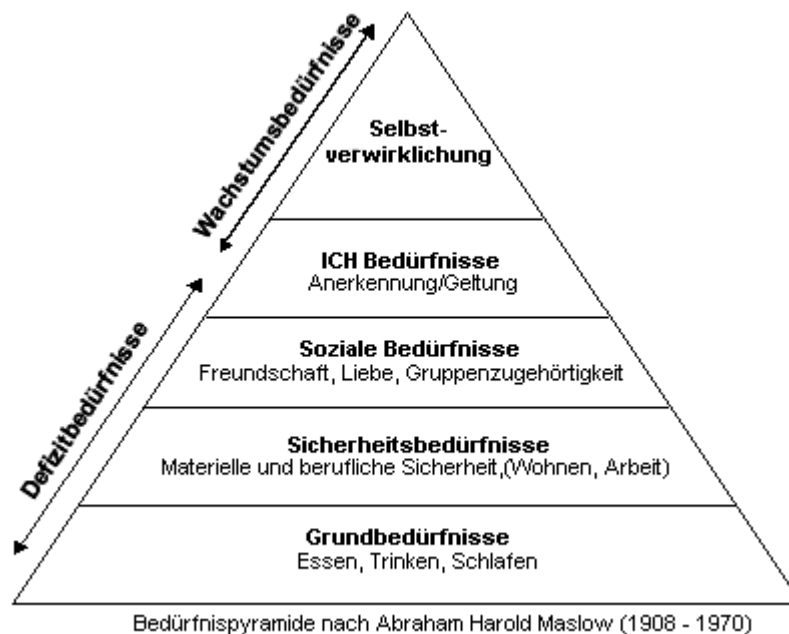 Wachstumsbedürfnisse
Defizitbedürfnisse
Selbst-
verwirklichung
ICH Bedürfnisse
Anerkennung/Geltung
Soziale Bedürfnisse
Freundschaft, Liebe, Gruppenzugehörtigkeit
Sicherheitsbedürfnisse
Materielle und berufliche Sicherheit,(Wohnen, Arbeit)
Grundbedürfnisse
Essen, Trinken, Schlafen
Bedürfnispyramide nach Abraham Harold Maslow (1908 - 1970)